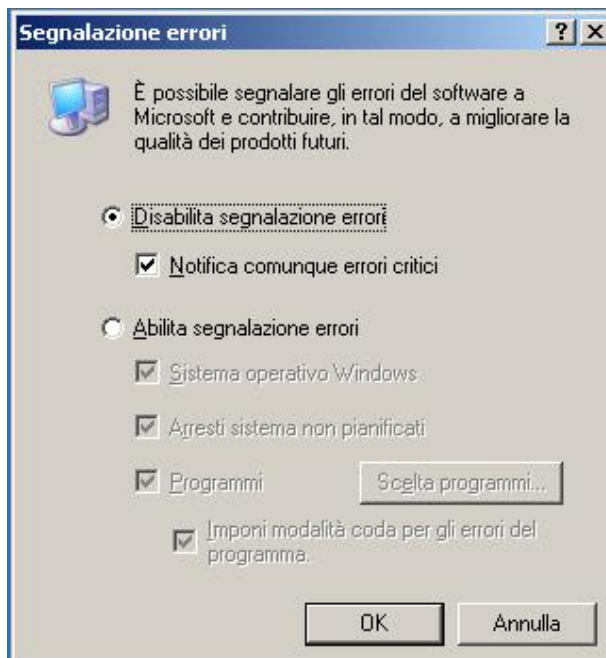 Segnalazione errori
È possibile segnalare gli errori del software a
Microsoft e contribuire, in tal modo, a migliorare la
qualità dei prodotti futuri.
Disabilita segnalazione errori
Notifica comunque errori critici
Abilita segnalazione errori
Sistema operativo Windows
Arresti sistema non pianificati
Programmi
Scelta programmi...
Imponi modalità coda per gli errori del
programma.
OK
Annulla